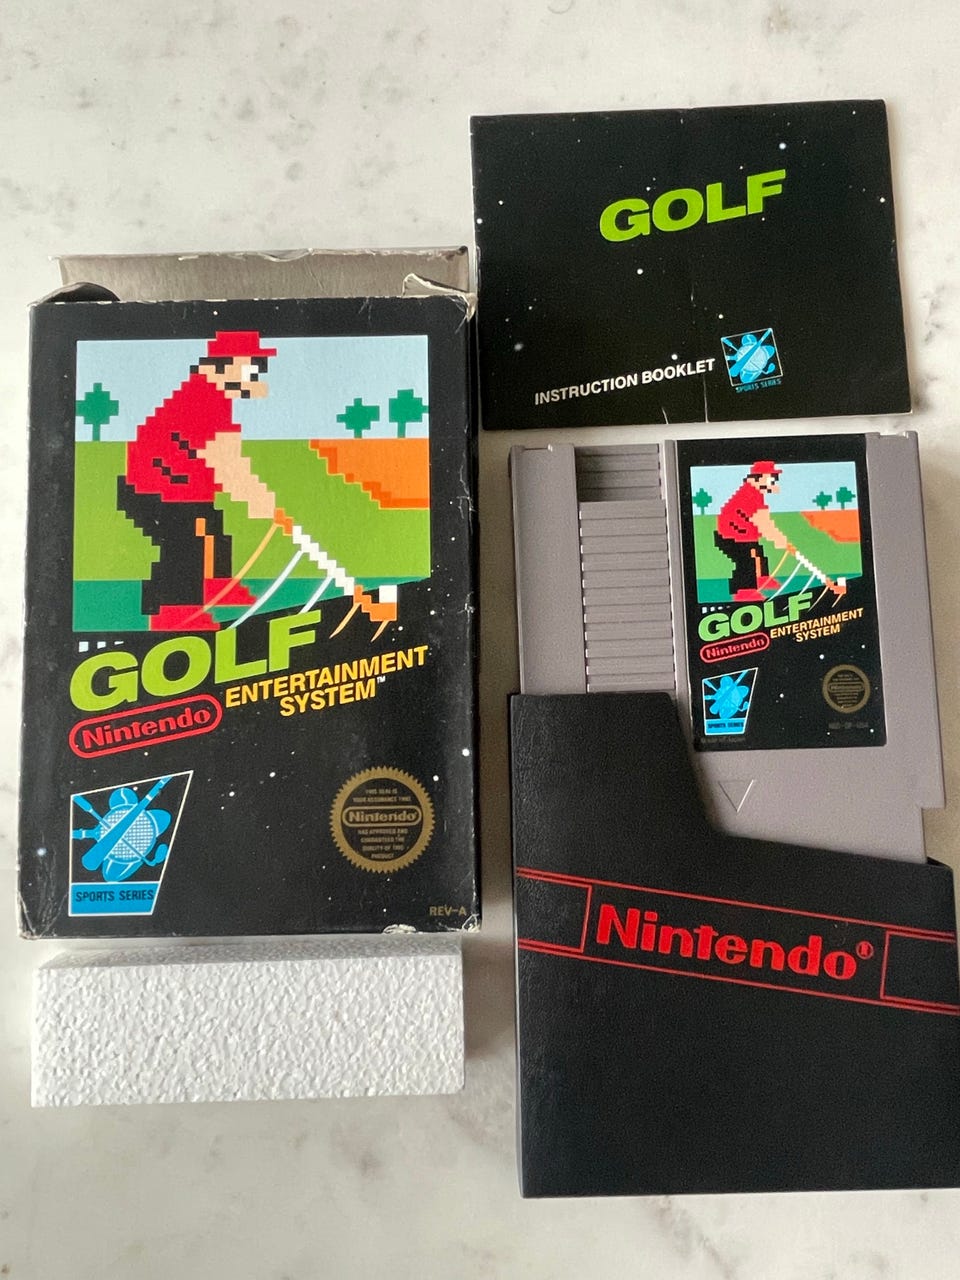 GOLF
INSTRUCTION BOOKLET
SPORTS SERIES
GOLF
Nintendo
ENTERTAINMENT
SYSTEM™
SPORTS SERIES
THIS SEAL IS
YOUR ASSURANCE THAT
Nintendo
HAS APPROVED AND
GUARANTEED THE
QUALITY OF THIS
PRODUCT
REV-A
GOLF
Nintendo
ENTERTAINMENT
SYSTEM™
SPORTS SERIES
Nintendo
Nintendo®